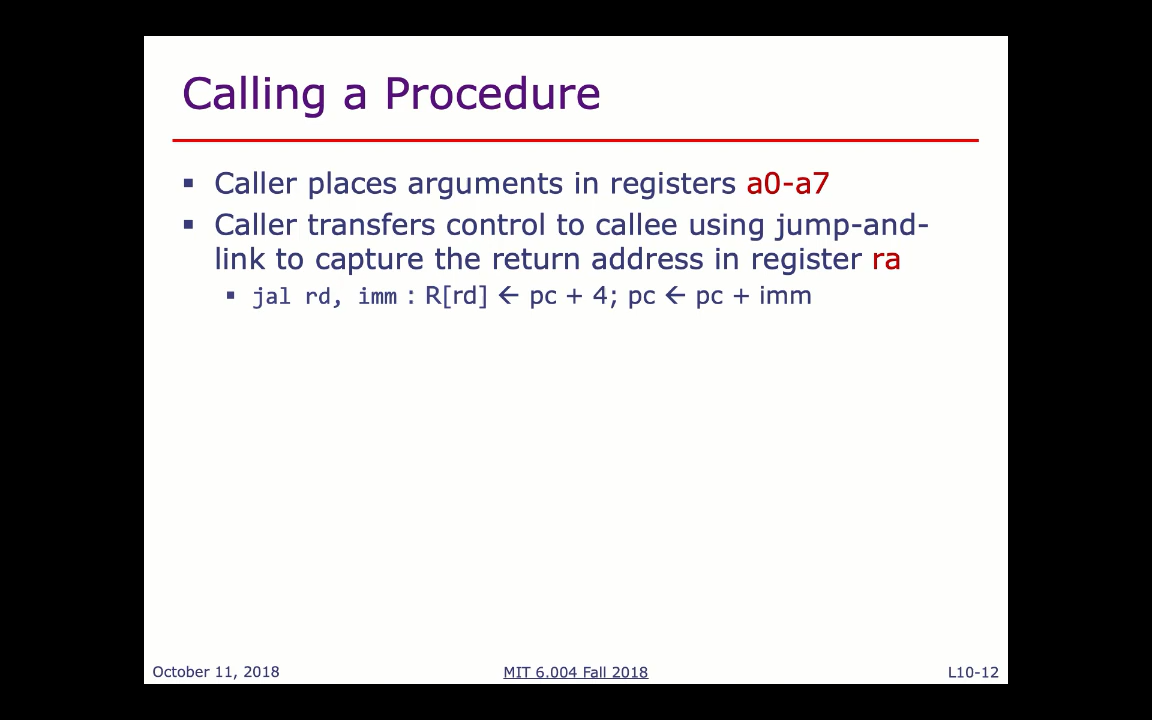 Calling a Procedure
▪ Caller places arguments in registers a0-a7
▪ Caller transfers control to callee using jump-and-
link to capture the return address in register ra
▪ jal rd, imm : R[rd] ← pc + 4; pc ← pc + imm
October 11, 2018 MIT 6.004 Fall 2018 L10-12